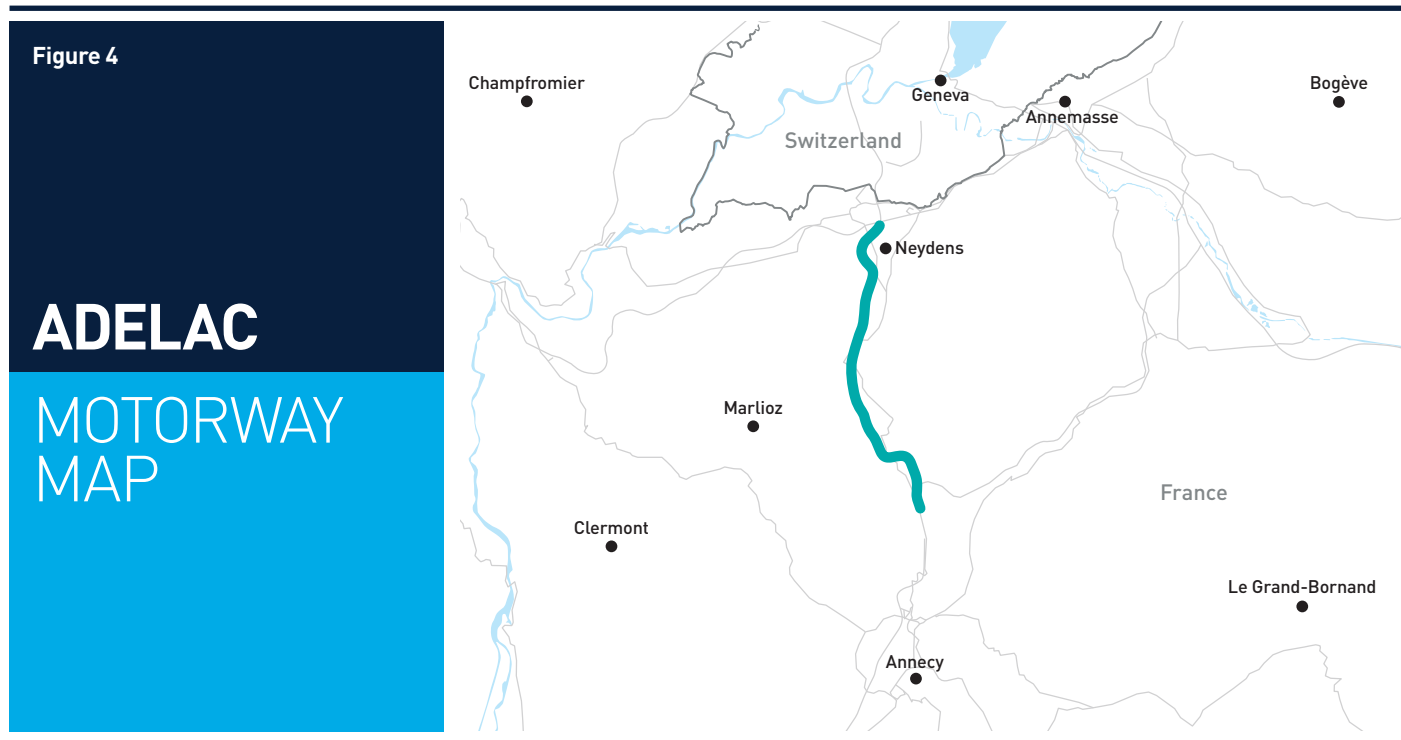 Figure 4
ADELAC
MOTORWAY
MAP
Champfromier
Geneva
Annemasse
Bogève
Switzerland
Neydens
Marlioz
France
Clermont
Le Grand-Bornand
Annecy